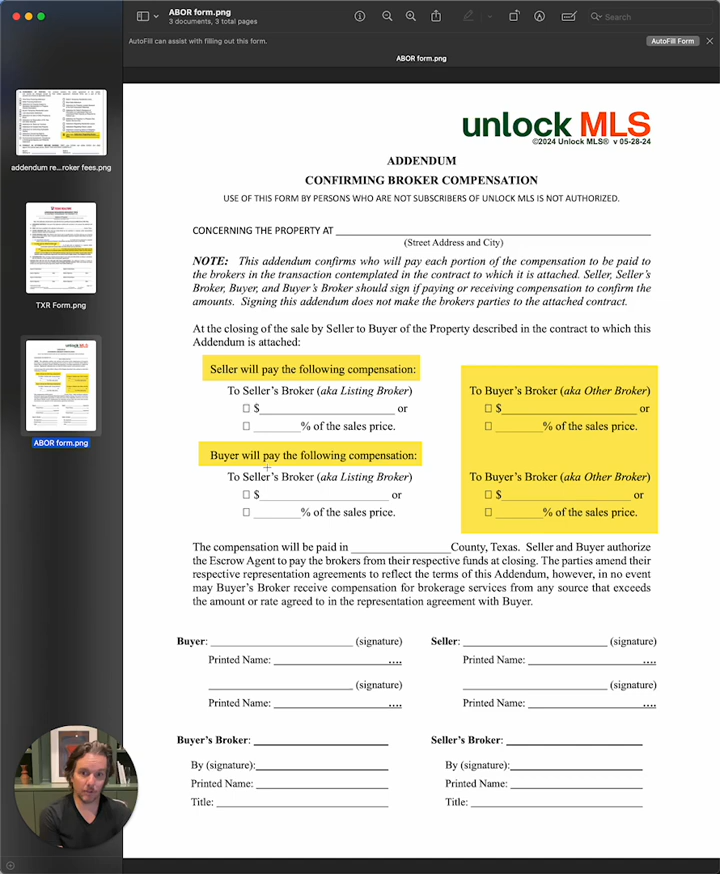 ABOR form.png
3 documents, 3 total pages
Search
AutoFill can assist with filling out this form.
AutoFill Form
ABOR form.png
addendum re...roker fees.png
TXR Form.png
ABOR form.png
unlock MLS
©2024 Unlock MLS® v 05-28-24
ADDENDUM
CONFIRMING BROKER COMPENSATION
USE OF THIS FORM BY PERSONS WHO ARE NOT SUBSCRIBERS OF UNLOCK MLS IS NOT AUTHORIZED.
CONCERNING THE PROPERTY AT
(Street Address and City)
NOTE: This addendum confirms who will pay each portion of the compensation to be paid to
the brokers in the transaction contemplated in the contract to which it is attached. Seller, Seller's
Broker, Buyer, and Buyer's Broker should sign if paying or receiving compensation to confirm the
amounts. Signing this addendum does not make the brokers parties to the attached contract.
At the closing of the sale by Seller to Buyer of the Property described in the contract to which this
Addendum is attached:
Seller will pay the following compensation:
To Seller's Broker (aka Listing Broker)
☐ $ or
☐ % of the sales price.
To Buyer's Broker (aka Other Broker)
☐ $ or
☐ % of the sales price.
Buyer will pay the following compensation:
To Seller's Broker (aka Listing Broker)
☐ $ or
☐ % of the sales price.
To Buyer's Broker (aka Other Broker)
☐ $ or
☐ % of the sales price.
The compensation will be paid in County, Texas. Seller and Buyer authorize
the Escrow Agent to pay the brokers from their respective funds at closing. The parties amend their
respective representation agreements to reflect the terms of this Addendum, however, in no event
may Buyer's Broker receive compensation for brokerage services from any source that exceeds
the amount or rate agreed to in the representation agreement with Buyer.
Buyer: (signature) Seller: (signature)
Printed Name: .... Printed Name: ....
(signature) (signature)
Printed Name: .... Printed Name: ....
Buyer's Broker: Seller's Broker:
By (signature): By (signature):
Printed Name: Printed Name:
Title: Title: